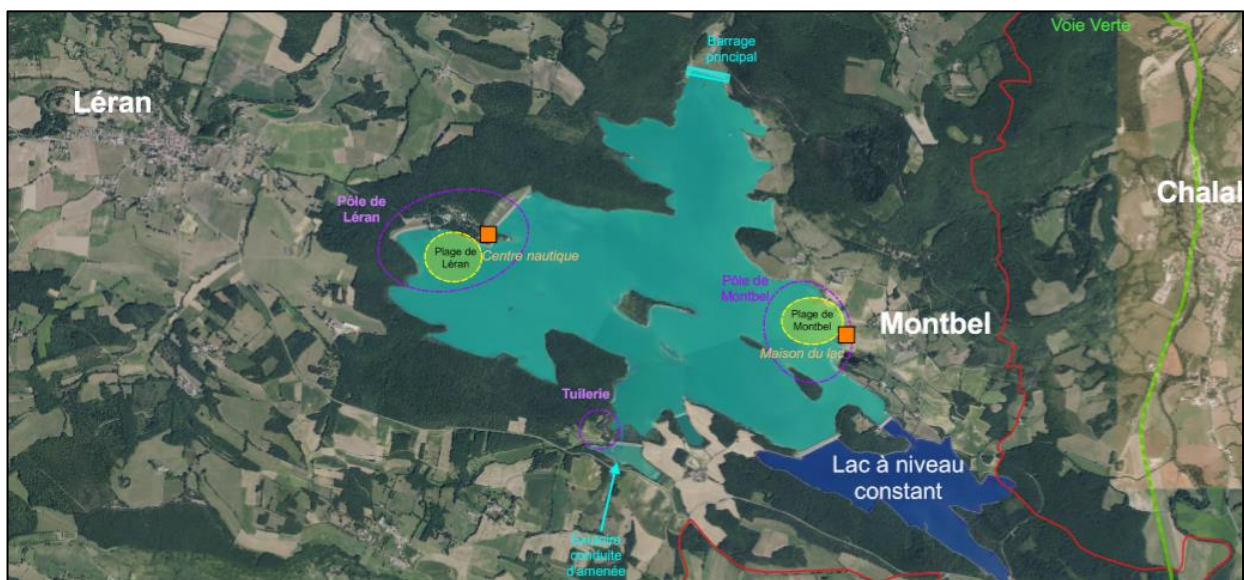 Voie Verte
Barrage
principal
Léran
Chalal
Pôle de
Léran
Plage de
Léran
Centre nautique
Pôle de
Montbel
Plage de
Montbel
Montbel
Maison du lac
Tuilerie
Lac à niveau
constant
conduite
d'amenée